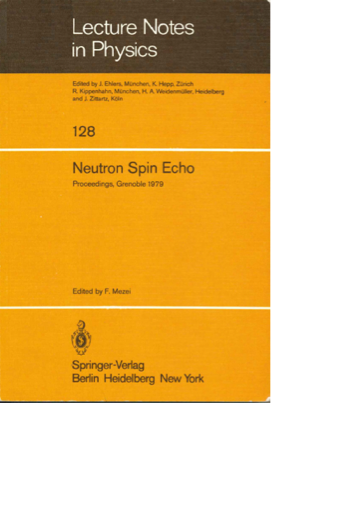 Lecture Notes
in Physics
Edited by J. Ehlers, München, K. Hepp, Zürich
R. Kippenhahn, München, H. A. Weidenmüller, Heidelberg
and J. Zittartz, Köln
128
Neutron Spin Echo
Proceedings, Grenoble 1979
Edited by F. Mezei
Springer-Verlag
Berlin Heidelberg New York